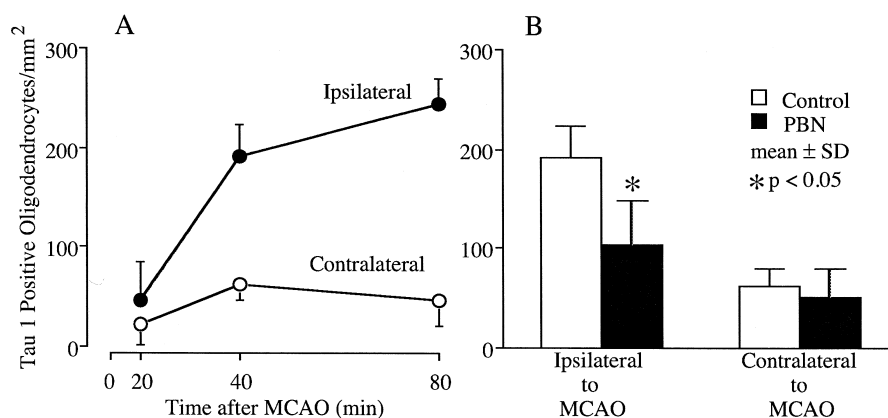 A
Tau 1 Positive Oligodendrocytes/mm2
300
200
100
0
Ipsilateral
Contralateral
0 20 40 80
Time after MCAO (min)
B
300
200
100
0
Control
PBN
mean ± SD
* p < 0.05
*
Ipsilateral
to
MCAO
Contralateral
to
MCAO